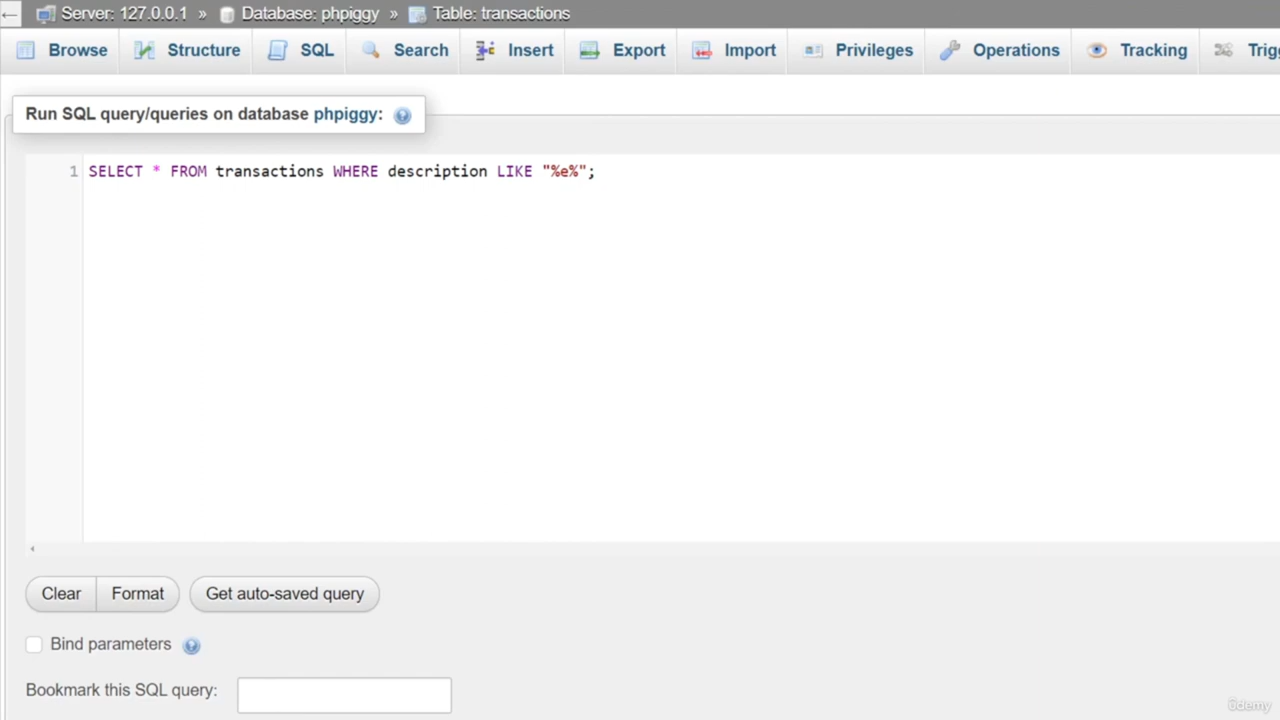 ← Server: 127.0.0.1 » Database: phpiggy » Table: transactions
Browse Structure SQL Search Insert Export Import Privileges Operations Tracking Trigg
Run SQL query/queries on database phpiggy:
1 SELECT * FROM transactions WHERE description LIKE "%e%";
Clear Format Get auto-saved query
Bind parameters
Bookmark this SQL query:
ûdemy